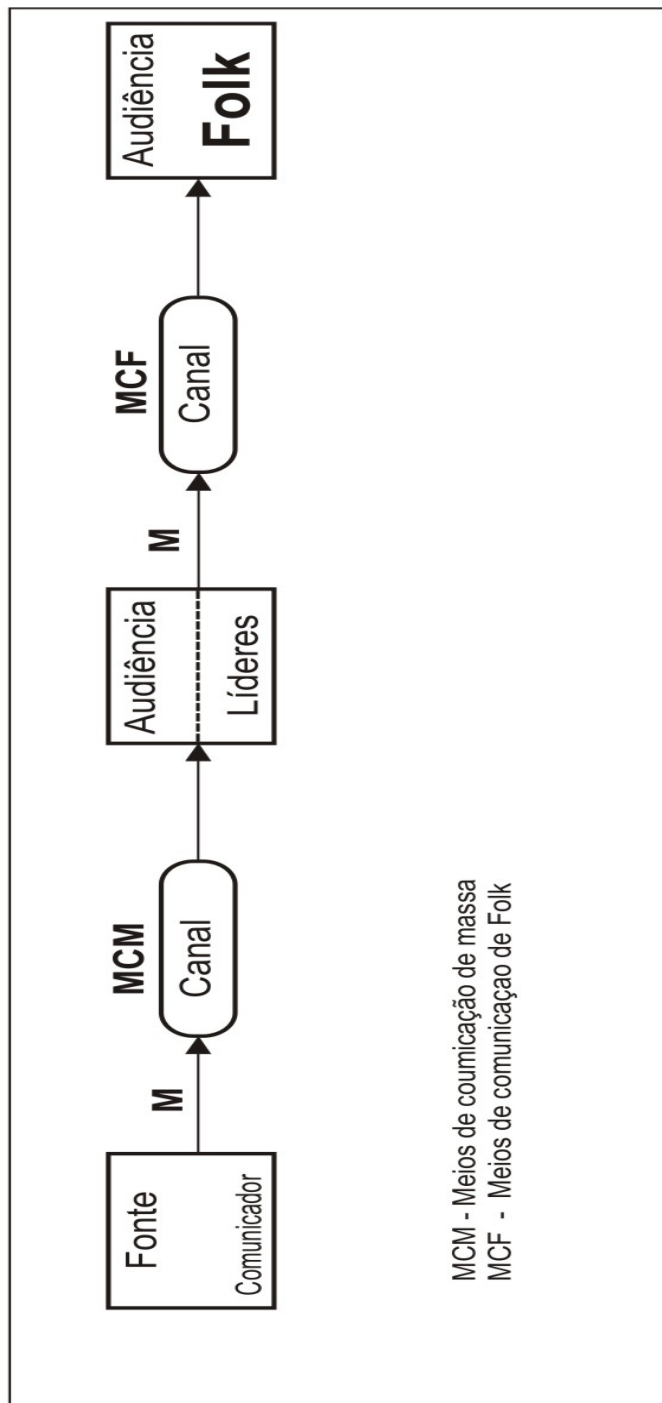 Fonte
Comunicador
M
MCM
Canal
Audiência
Líderes
M
MCF
Canal
Audiência
Folk
MCM - Meios de coumicação de massa
MCF - Meios de comunicaçao de Folk